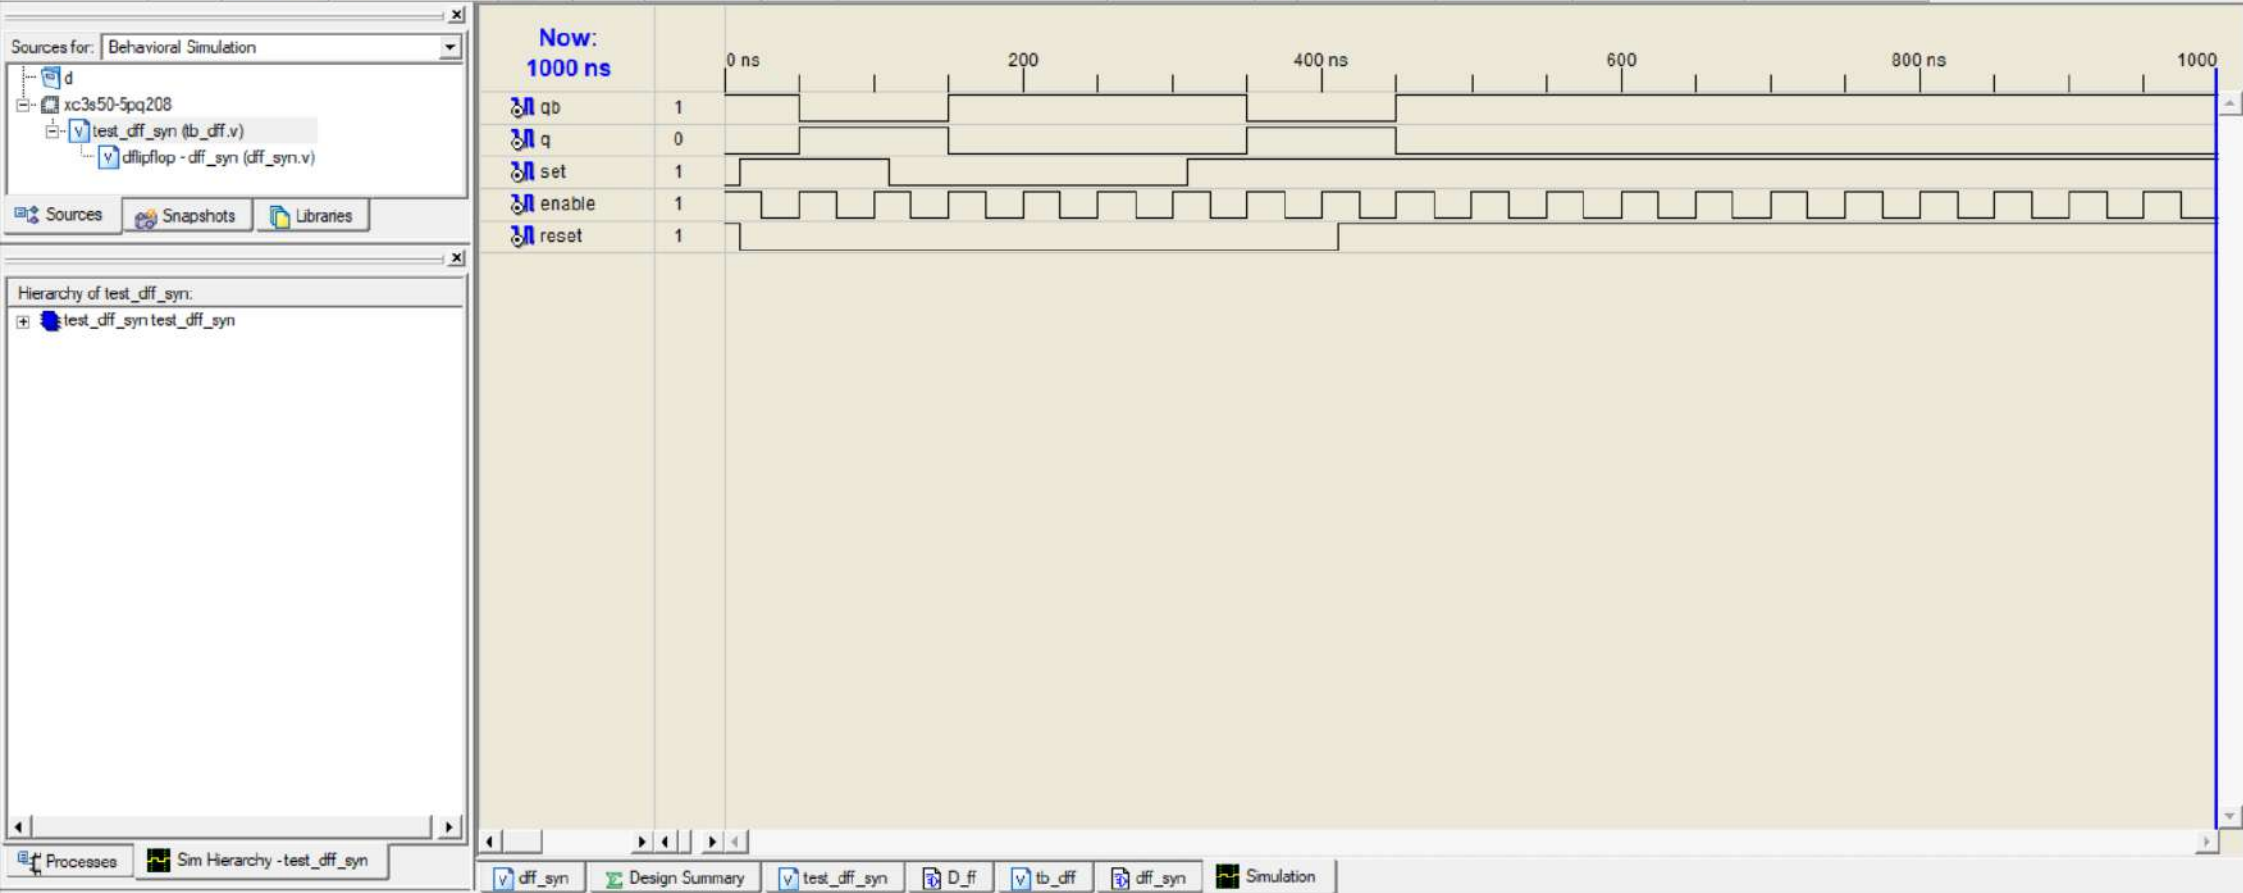 Sources for: Behavioral Simulation
d
xc3s50-5pq208
test_dff_syn (tb_dff.v)
dflipflop - dff_syn (dff_syn.v)
Sources Snapshots Libraries
Hierarchy of test_dff_syn:
test_dff_syn test_dff_syn
Processes Sim Hierarchy - test_dff_syn
Now:
1000 ns
0 ns 200 400 ns 600 800 ns 1000
qb 1
q 0
set 1
enable 1
reset 1
dff_syn Design Summary test_dff_syn D_ff tb_dff dff_syn Simulation